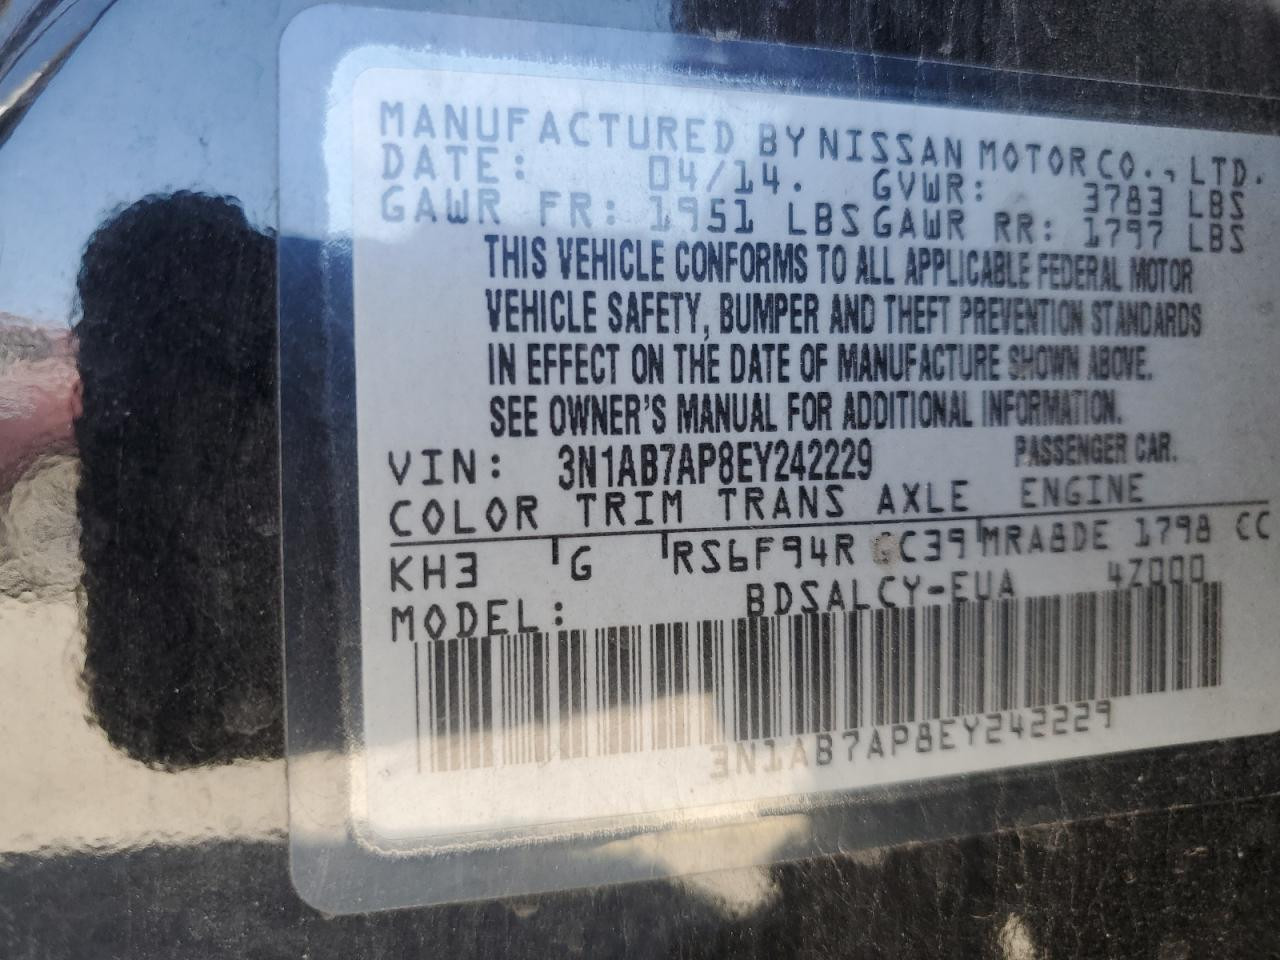 MANUFACTURED BY NISSAN MOTOR CO., LTD.
DATE: 04/14. GVWR: 3783 LBS
GAWR FR: 1951 LBS GAWR RR: 1797 LBS
THIS VEHICLE CONFORMS TO ALL APPLICABLE FEDERAL MOTOR
VEHICLE SAFETY, BUMPER AND THEFT PREVENTION STANDARDS
IN EFFECT ON THE DATE OF MANUFACTURE SHOWN ABOVE.
SEE OWNER'S MANUAL FOR ADDITIONAL INFORMATION.
VIN: 3N1AB7AP8EY242229 PASSENGER CAR.
COLOR TRIM TRANS AXLE ENGINE
KH3 G RS6F94R GC39 MRA8DE 1798 CC
MODEL: BDSALCY-EUA 4Z000
3N1AB7AP8EY242229